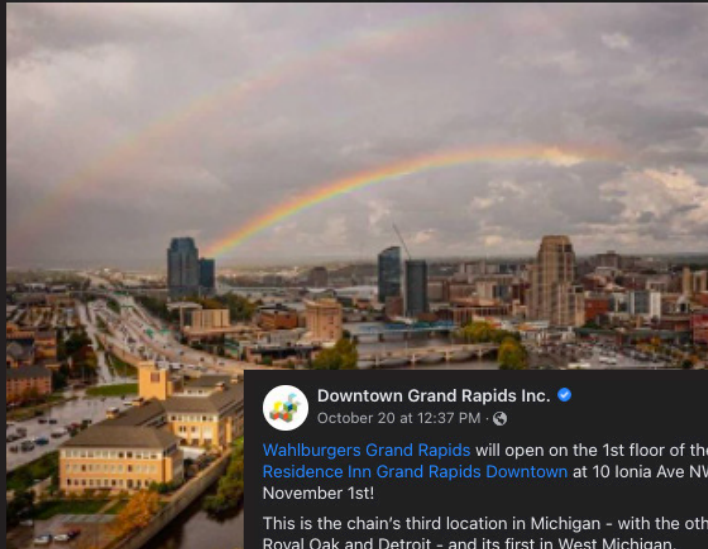 Downtown Grand Rapids Inc.
October 20 at 12:37 PM ·
Wahlburgers Grand Rapids will open on the 1st floor of the
Residence Inn Grand Rapids Downtown at 10 Ionia Ave NW
November 1st!
This is the chain's third location in Michigan - with the oth
Royal Oak and Detroit - and its first in West Michigan.